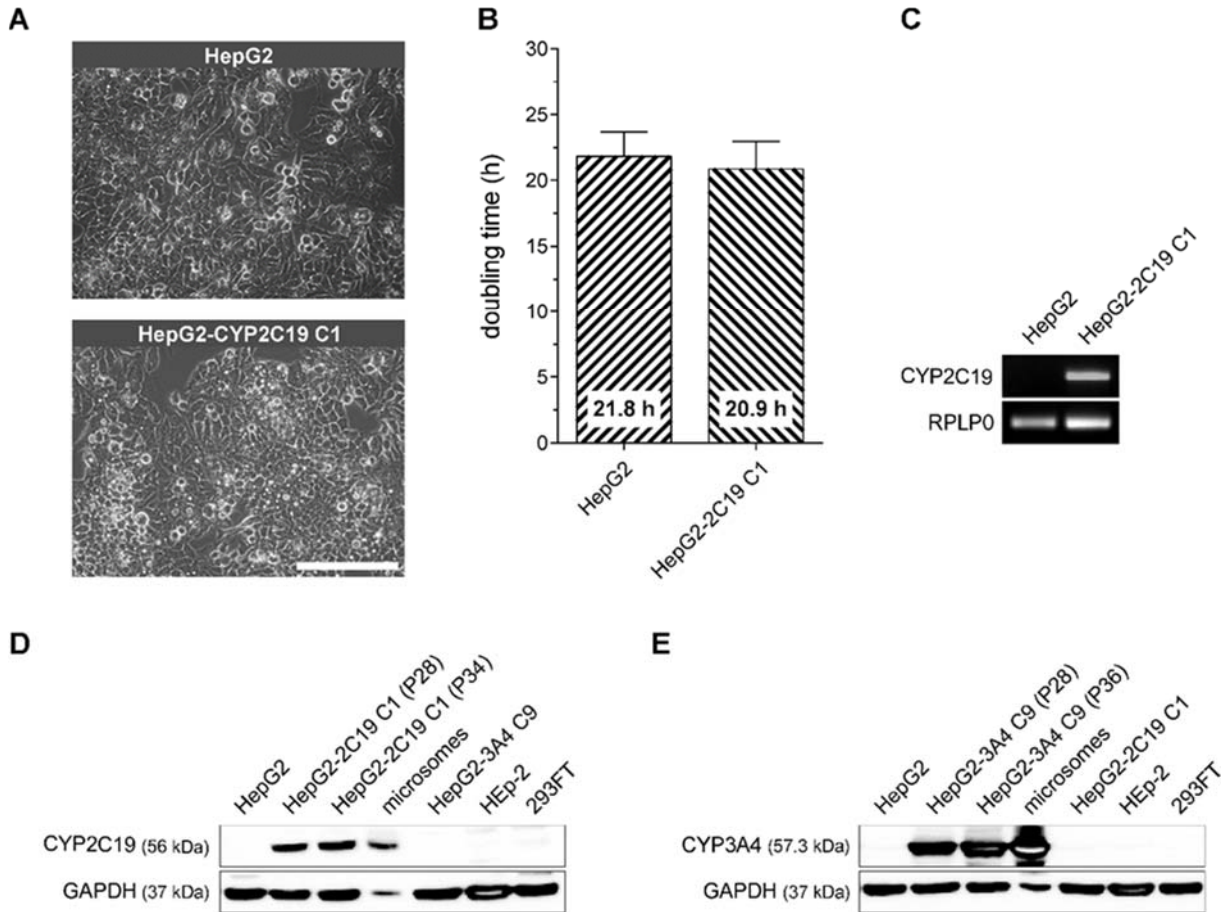 A
HepG2
HepG2-CYP2C19 C1
B
doubling time (h)
30
25
20
15
10
5
0
21.8 h
20.9 h
HepG2
HepG2-2C19 C1
C
HepG2
HepG2-2C19 C1
CYP2C19
RPLP0
D
HepG2
HepG2-2C19 C1 (P28)
HepG2-2C19 C1 (P34)
microsomes
HepG2-3A4 C9
HEp-2
293FT
CYP2C19 (56 kDa)
GAPDH (37 kDa)
E
HepG2
HepG2-3A4 C9 (P28)
HepG2-3A4 C9 (P36)
microsomes
HepG2-2C19 C1
HEp-2
293FT
CYP3A4 (57.3 kDa)
GAPDH (37 kDa)